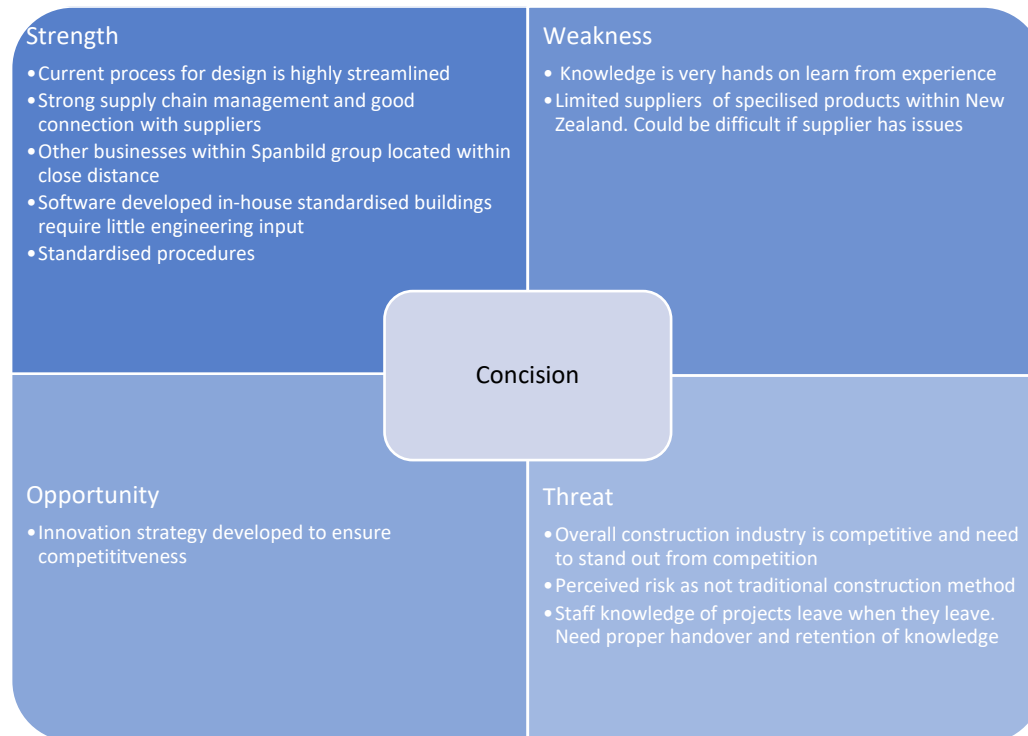 Strength
•Current process for design is highly streamlined
•Strong supply chain management and good
connection with suppliers
•Other businesses within Spanbild group located within
close distance
•Software developed in-house standardised buildings
require little engineering input
•Standardised procedures
Weakness
• Knowledge is very hands on learn from experience
•Limited suppliers  of specilised products within New
Zealand. Could be difficult if supplier has issues
Concision
Opportunity
•Innovation strategy developed to ensure
competititveness
Threat
•Overall construction industry is competitive and need
to stand out from competition
•Perceived risk as not traditional construction method
•Staff knowledge of projects leave when they leave.
Need proper handover and retention of knowledge